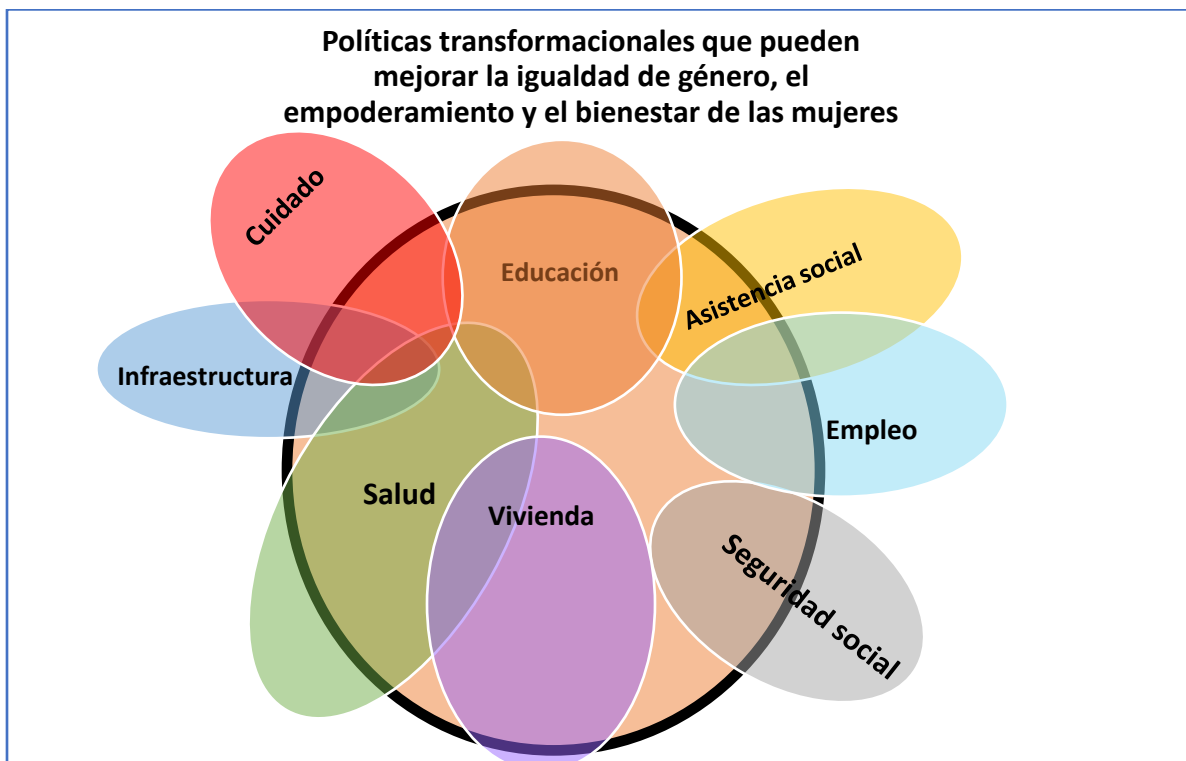 Políticas transformacionales que pueden
mejorar la igualdad de género, el
empoderamiento y el bienestar de las mujeres
Cuidado
Educación
Asistencia social
Infraestructura
Empleo
Salud
Vivienda
Seguridad social